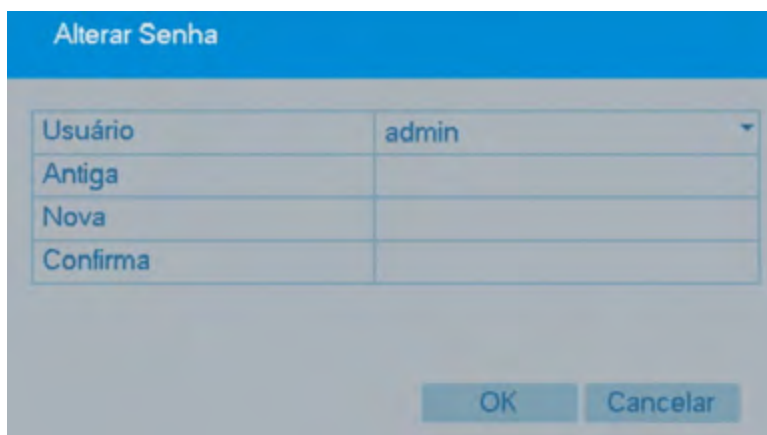 Alterar Senha
Usuário admin
Antiga
Nova
Confirma
OK Cancelar